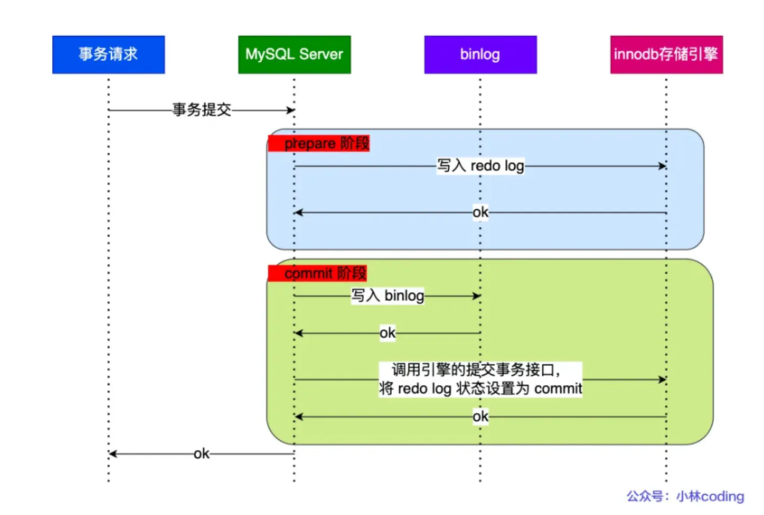 事务请求
MySQL Server
binlog
innodb存储引擎
事务提交
prepare 阶段
写入 redo log
ok
commit 阶段
写入 binlog
ok
调用引擎的提交事务接口，
将 redo log 状态设置为 commit
ok
ok
公众号：小林coding